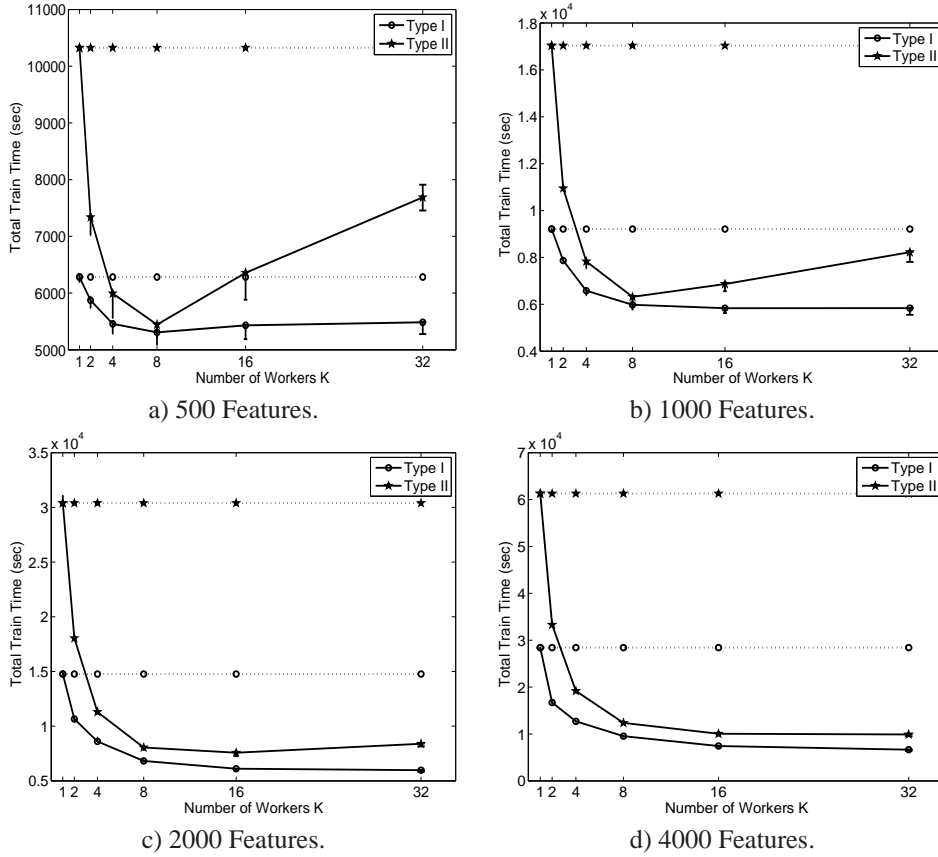 11000
10000
9000
8000
7000
6000
5000
Total Train Time (sec)
1 2 4 8 16 32
Number of Workers K
Type I
Type II
a) 500 Features.
x 10^4
1.8
1.6
1.4
1.2
1
0.8
0.6
0.4
Total Train Time (sec)
1 2 4 8 16 32
Number of Workers K
Type I
Type II
b) 1000 Features.
x 10^4
3.5
3
2.5
2
1.5
1
0.5
Total Train Time (sec)
1 2 4 8 16 32
Number of Workers K
Type I
Type II
c) 2000 Features.
x 10^4
7
6
5
4
3
2
1
0
Total Train Time (sec)
1 2 4 8 16 32
Number of Workers K
Type I
Type II
d) 4000 Features.